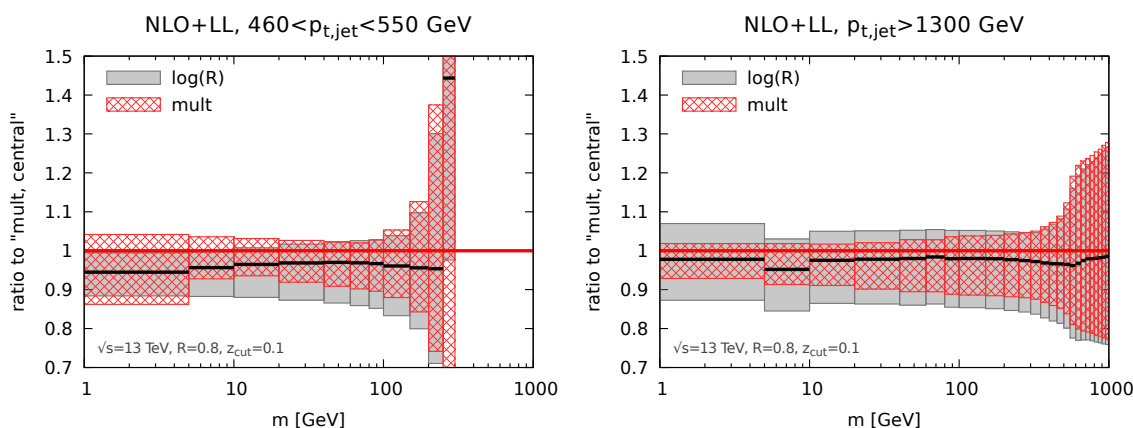 NLO+LL, 460<p_{t,jet}<550 GeV
ratio to "mult, central"
1.5
1.4
1.3
1.2
1.1
1
0.9
0.8
0.7
log(R)
mult
√s=13 TeV, R=0.8, z_{cut}=0.1
1 10 100 1000
m [GeV]
NLO+LL, p_{t,jet}>1300 GeV
ratio to "mult, central"
1.5
1.4
1.3
1.2
1.1
1
0.9
0.8
0.7
log(R)
mult
√s=13 TeV, R=0.8, z_{cut}=0.1
1 10 100 1000
m [GeV]